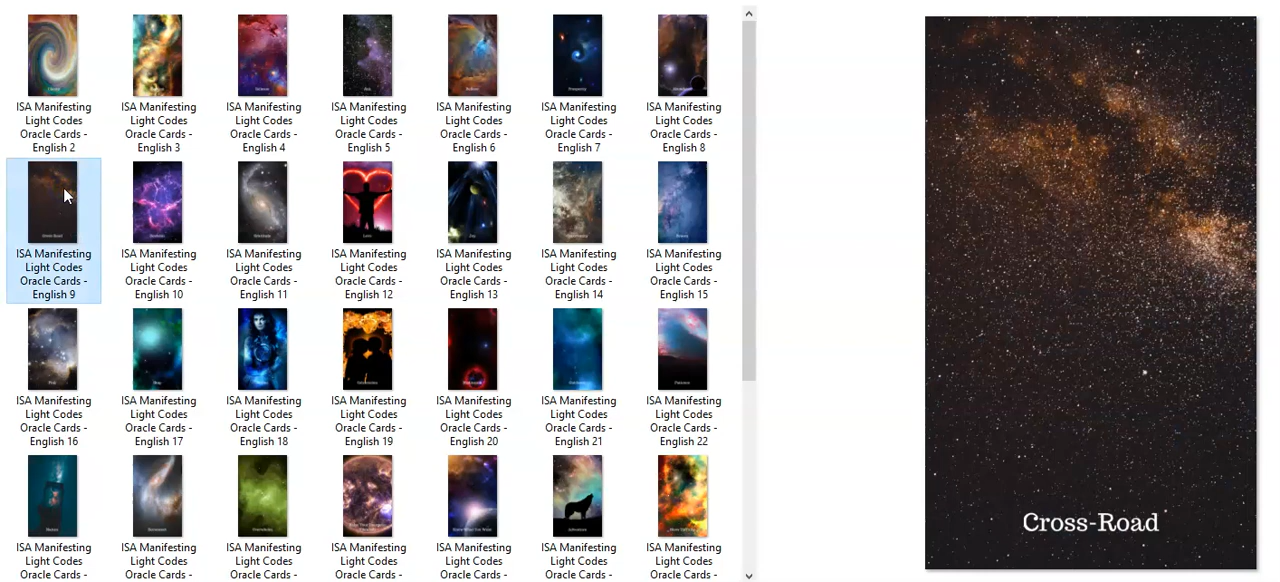 ISA Manifesting
Light Codes
Oracle Cards -
English 2
ISA Manifesting
Light Codes
Oracle Cards -
English 3
ISA Manifesting
Light Codes
Oracle Cards -
English 4
ISA Manifesting
Light Codes
Oracle Cards -
English 5
ISA Manifesting
Light Codes
Oracle Cards -
English 6
ISA Manifesting
Light Codes
Oracle Cards -
English 7
ISA Manifesting
Light Codes
Oracle Cards -
English 8
Cross-Road
ISA Manifesting
Light Codes
Oracle Cards -
English 9
ISA Manifesting
Light Codes
Oracle Cards -
English 10
ISA Manifesting
Light Codes
Oracle Cards -
English 11
Love
ISA Manifesting
Light Codes
Oracle Cards -
English 12
Joy
ISA Manifesting
Light Codes
Oracle Cards -
English 13
ISA Manifesting
Light Codes
Oracle Cards -
English 14
ISA Manifesting
Light Codes
Oracle Cards -
English 15
ISA Manifesting
Light Codes
Oracle Cards -
English 16
ISA Manifesting
Light Codes
Oracle Cards -
English 17
ISA Manifesting
Light Codes
Oracle Cards -
English 18
ISA Manifesting
Light Codes
Oracle Cards -
English 19
ISA Manifesting
Light Codes
Oracle Cards -
English 20
ISA Manifesting
Light Codes
Oracle Cards -
English 21
ISA Manifesting
Light Codes
Oracle Cards -
English 22
ISA Manifesting
Light Codes
Oracle Cards -
ISA Manifesting
Light Codes
Oracle Cards -
ISA Manifesting
Light Codes
Oracle Cards -
ISA Manifesting
Light Codes
Oracle Cards -
ISA Manifesting
Light Codes
Oracle Cards -
ISA Manifesting
Light Codes
Oracle Cards -
ISA Manifesting
Light Codes
Oracle Cards -
Cross-Road